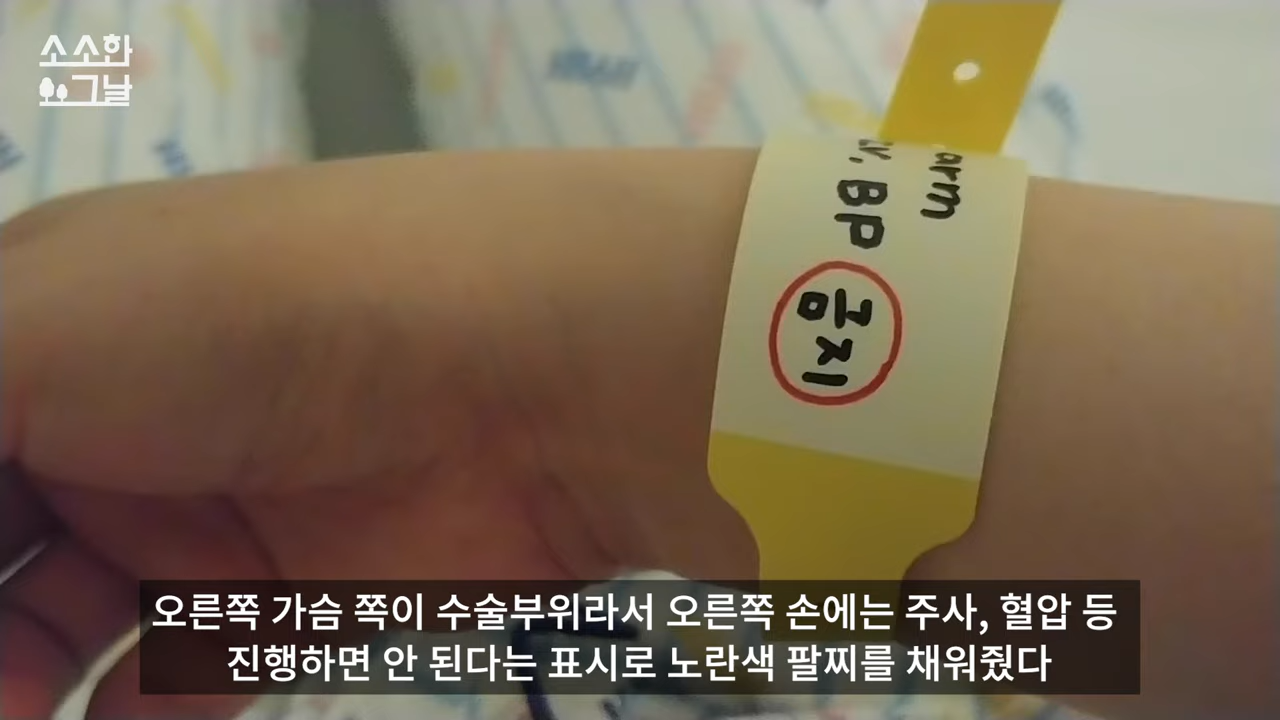 소소한
그날
arm
BP
금지
오른쪽 가슴 쪽이 수술부위라서 오른쪽 손에는 주사, 혈압 등
진행하면 안 된다는 표시로 노란색 팔찌를 채워줬다